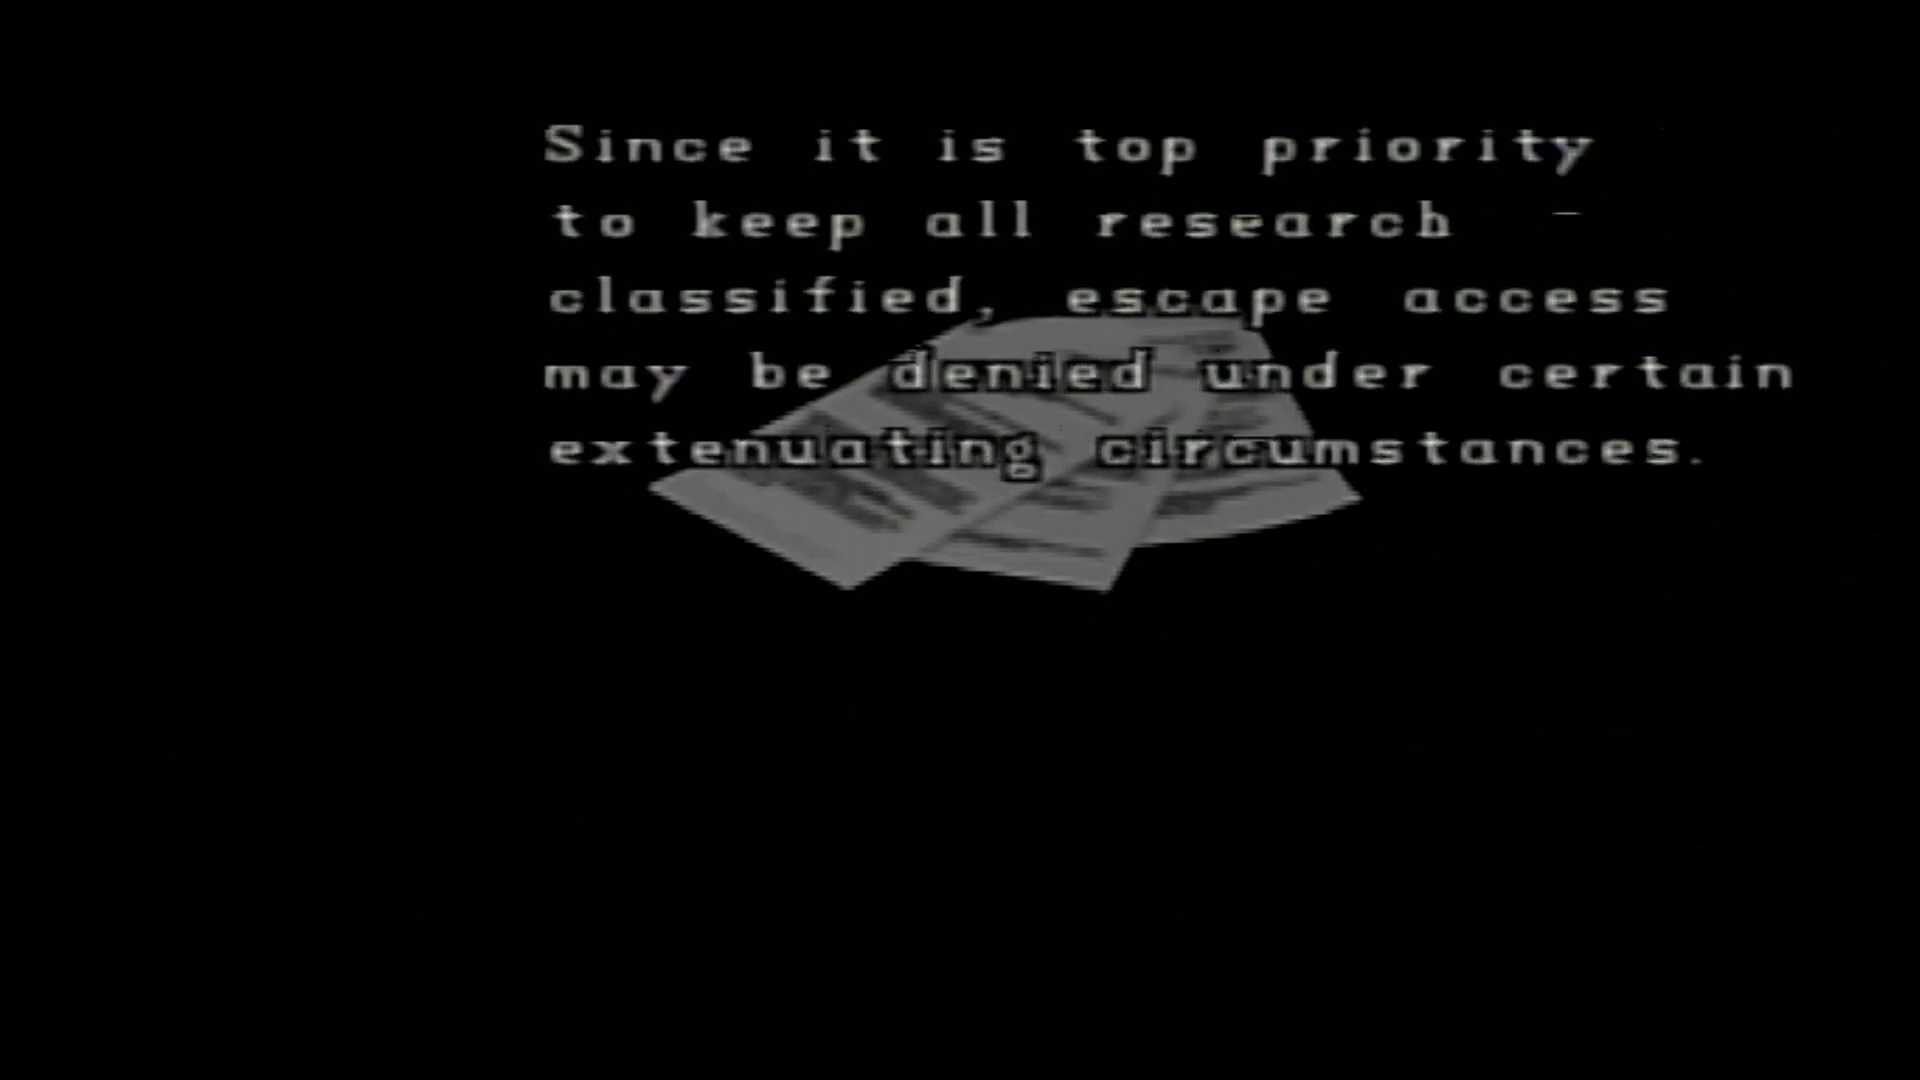 Since it is top priority
to keep all research
classified, escape access
may be denied under certain
extenuating circumstances.